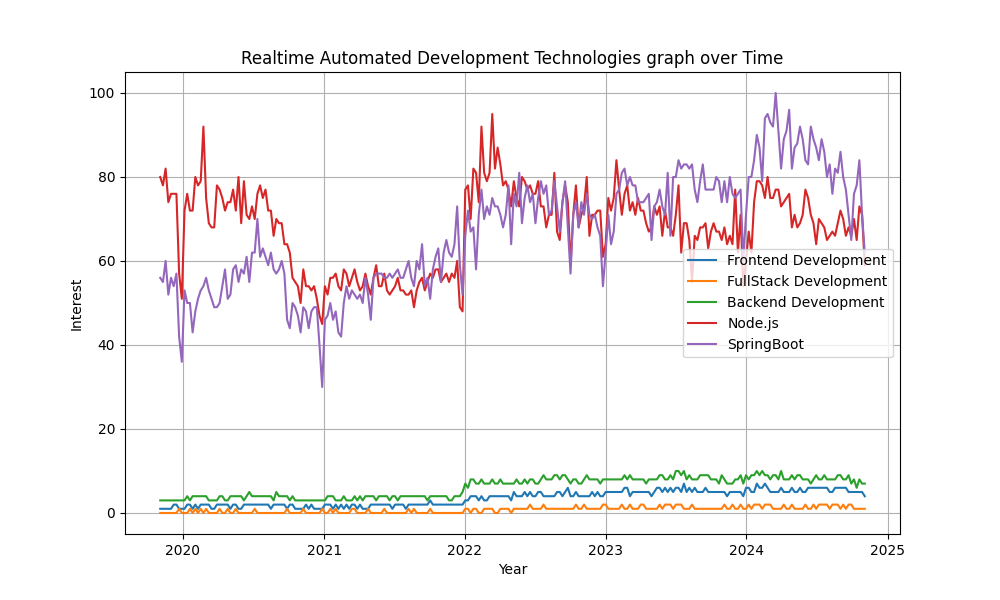 Realtime Automated Development Technologies graph over Time
100
80
60
40
20
0
Interest
Frontend Development
FullStack Development
Backend Development
Node.js
SpringBoot
2020
2021
2022
2023
2024
2025
Year